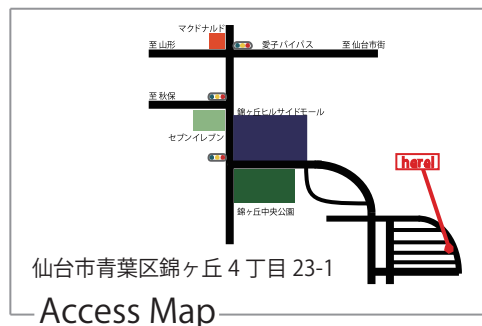 マクドナルド
至 山形
愛子バイパス
至 仙台市街
至 秋保
錦ヶ丘ヒルサイドモール
セブンイレブン
here!
錦ヶ丘中央公園
仙台市青葉区錦ヶ丘 4 丁目 23-1
Access Map